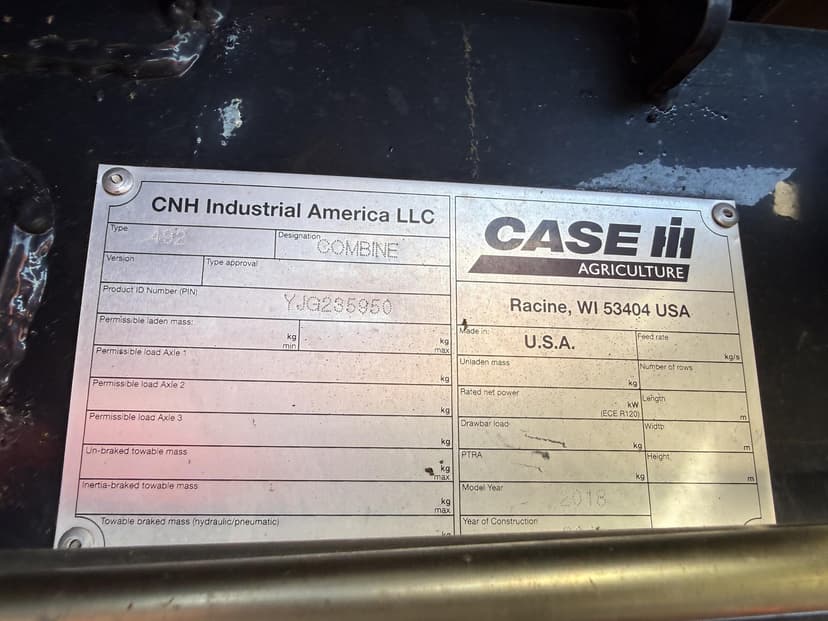 CNH Industrial America LLC
CASE IH
AGRICULTURE
Type
Designation
COMBINE
Version
Type approval
Racine, WI 53404 USA
Product ID Number (PIN)
YJG235950
Made in:
U.S.A.
Feed rate
kg/s
Permissible laden mass:
kg
min
kg
max
Permissible load Axle 1
kg
Unladen mass
kg
Number of rows
Permissible load Axle 2
kg
Rated net power
kW
(ECE R120)
Length
m
Permissible load Axle 3
kg
Drawbar load
kg
Width
m
Un-braked towable mass
kg
max
PTRA
kg
Height
m
Inertia-braked towable mass
kg
max
Model Year
2018
Towable braked mass (hydraulic/pneumatic)
Year of Construction